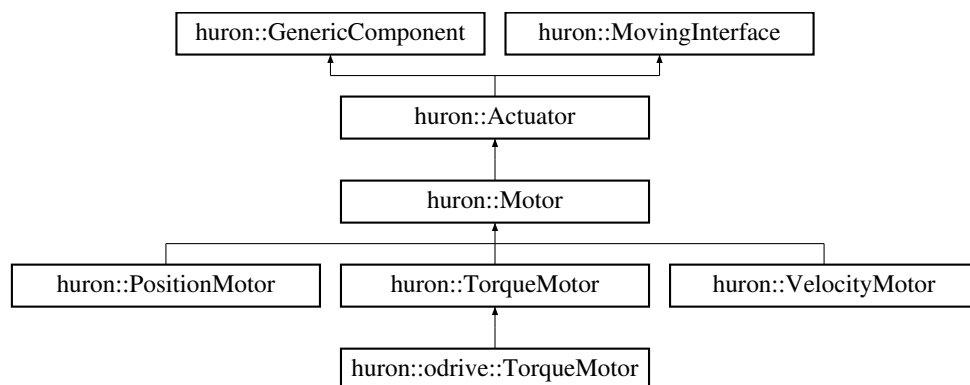 huron::GenericComponent
huron::MovingInterface
huron::Actuator
huron::Motor
huron::PositionMotor
huron::TorqueMotor
huron::VelocityMotor
huron::odrive::TorqueMotor